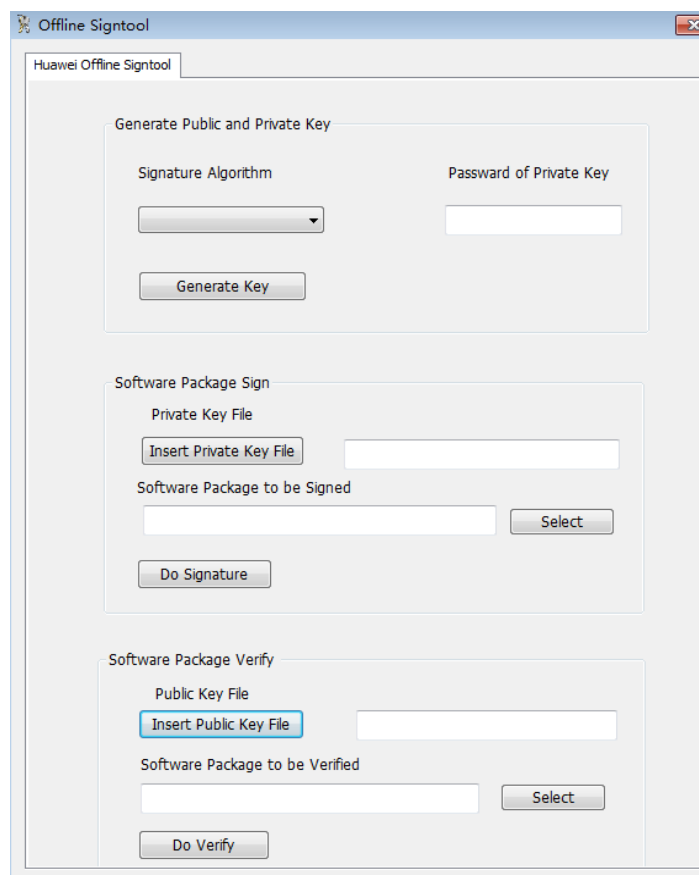 Offline Signtool
Huawei Offline Signtool
Generate Public and Private Key
Signature Algorithm Passward of Private Key
Generate Key
Software Package Sign
Private Key File
Insert Private Key File
Software Package to be Signed
Select
Do Signature
Software Package Verify
Public Key File
Insert Public Key File
Software Package to be Verified
Select
Do Verify